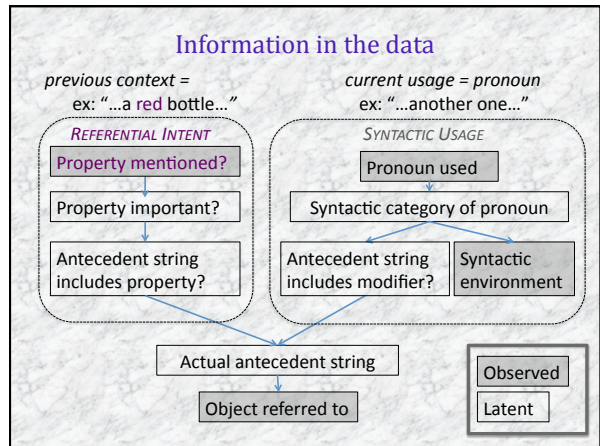 Information in the data
previous context =
ex: “…a red bottle…”
current usage = pronoun
ex: “…another one…”
REFERENTIAL INTENT
Property mentioned?
Property important?
Antecedent string
includes property?
SYNTACTIC USAGE
Pronoun used
Syntactic category of pronoun
Antecedent string
includes modifier?
Syntactic
environment
Actual antecedent string
Object referred to
Observed
Latent